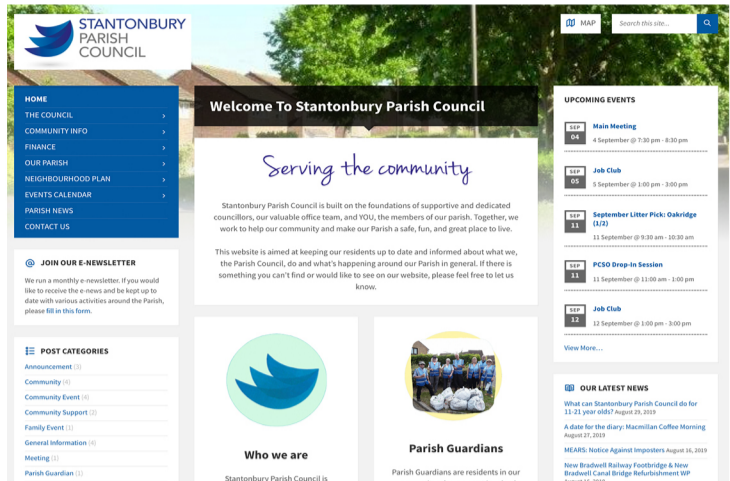 STANTONBURY
PARISH
COUNCIL
MAP
Search this site...
HOME
THE COUNCIL
COMMUNITY INFO
FINANCE
OUR PARISH
NEIGHBOURHOOD PLAN
EVENTS CALENDAR
PARISH NEWS
CONTACT US
JOIN OUR E-NEWSLETTER
We run a monthly e-newsletter. If you would
like to receive the e-news and be kept up to
date with various activities around the Parish,
please fill in this form.
POST CATEGORIES
Announcement (3)
Community (4)
Community Event (4)
Community Support (2)
Family Event (1)
General Information (4)
Meeting (5)
Parish Guardian (1)
Welcome To Stantonbury Parish Council
Serving the community
Stantonbury Parish Council is built on the foundations of supportive and dedicated
councillors, our valuable office team, and YOU, the members of our parish. Together, we
work to help our community and make our Parish a safe, fun, and great place to live.
This website is aimed at keeping our residents up to date and informed about what we,
the Parish Council, do and what's happening around our Parish in general. If there is
something you can't find or would like to see on our website, please feel free to let us
know.
Who we are
Stantonbury Parish Council is
Parish Guardians
Parish Guardians are residents in our
UPCOMING EVENTS
SEP
04
Main Meeting
4 September @ 7:30 pm - 8:30 pm
SEP
05
Job Club
5 September @ 1:00 pm - 3:00 pm
SEP
11
September Litter Pick: Oakridge
(1/2)
11 September @ 9:30 am - 10:30 am
SEP
11
PCSO Drop-In Session
11 September @ 11:00 am - 1:00 pm
SEP
12
Job Club
12 September @ 1:00 pm - 3:00 pm
View More...
OUR LATEST NEWS
What can Stantonbury Parish Council do for
11-21 year olds? August 29, 2019
A date for the diary: Macmillan Coffee Morning
August 27, 2019
MEARS: Notice Against Imposters August 16, 2019
New Bradwell Railway Footbridge & New
Bradwell Canal Bridge Refurbishment WP